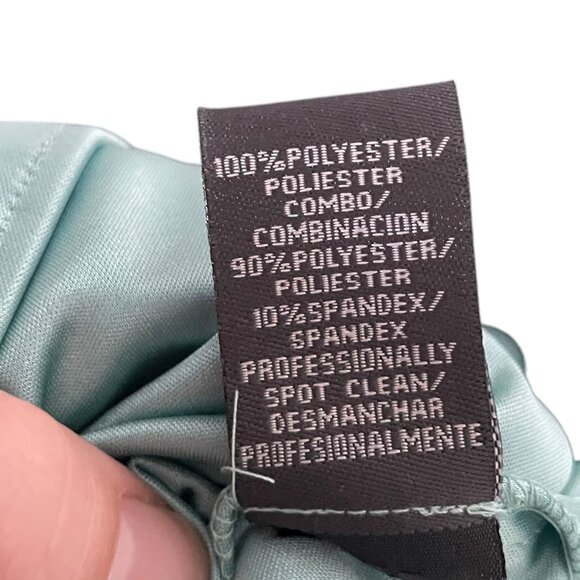 100%POLYESTER/
POLIESTER
COMBO/
COMBINACION
90%POLYESTER/
POLIESTER
10%SPANDEX/
SPANDEX
PROFESSIONALLY
SPOT CLEAN/
DESMANCHAR
PROFESIONALMENTE